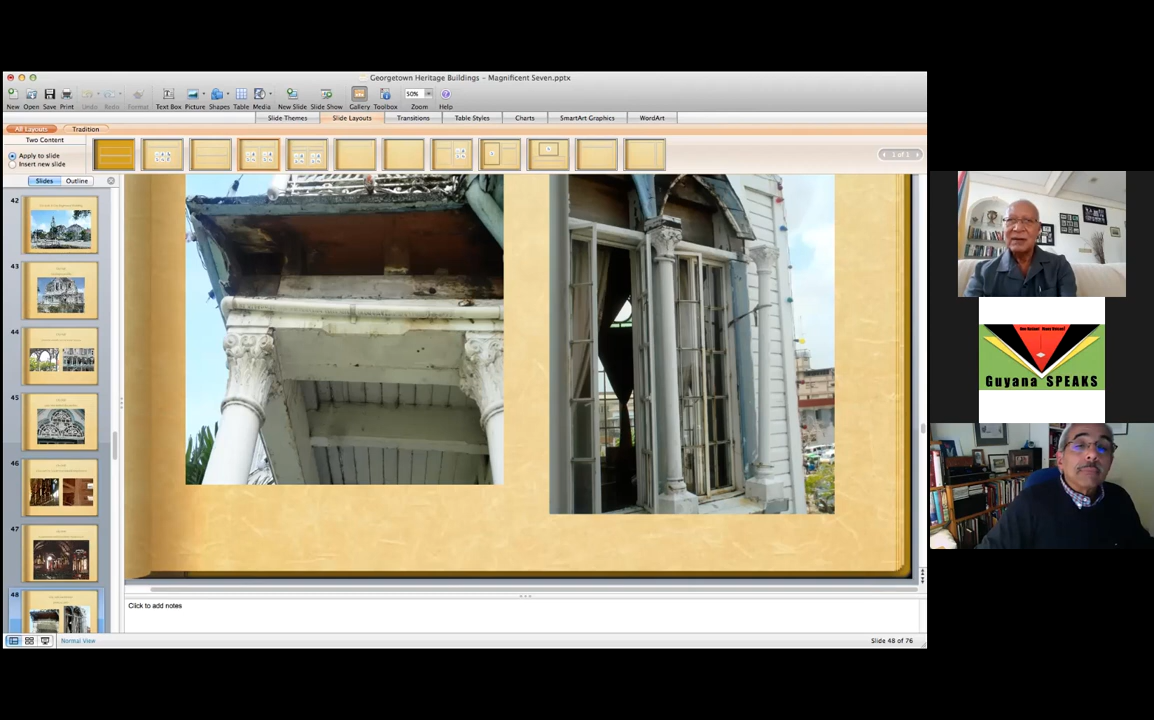 Georgetown Heritage Buildings – Magnificent Seven.pptx
New Open Save Print Undo Redo Format Text Box Picture Shapes Table Media New Slide Slide Show Gallery Toolbox Zoom Help
50%
Slide Themes Slide Layouts Transitions Table Styles Charts SmartArt Graphics WordArt
All Layouts Tradition
Two Content
Apply to slide
Insert new slide
1 of 1
Slides Outline
42
43
44
45
46
47
48
Click to add notes
Normal View
Slide 48 of 76
Guyana SPEAKS